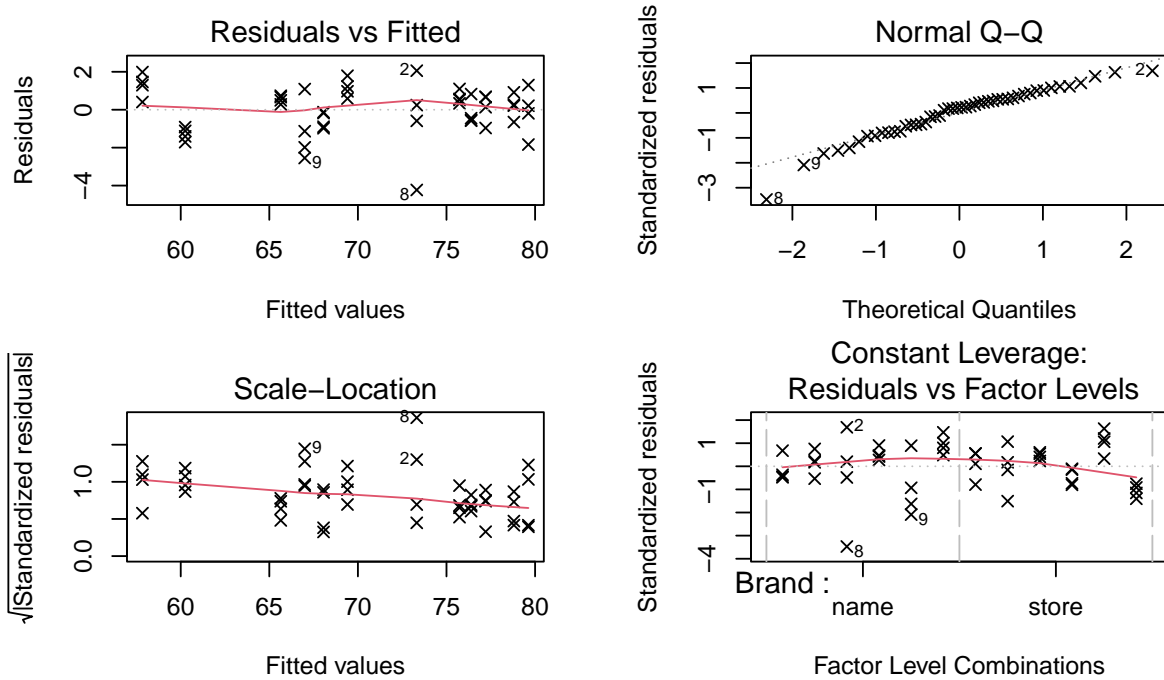 Residuals vs Fitted
Residuals
2
0
−4
2
9
8
60 65 70 75 80
Fitted values
Normal Q−Q
Standardized residuals
1
−1
−3
2
9
8
−2 −1 0 1 2
Theoretical Quantiles
Scale−Location
√|Standardized residuals|
1.0
0.0
8
9
2
60 65 70 75 80
Fitted values
Constant Leverage:
Residuals vs Factor Levels
Standardized residuals
1
−1
−4
2
9
8
Brand :
name store
Factor Level Combinations